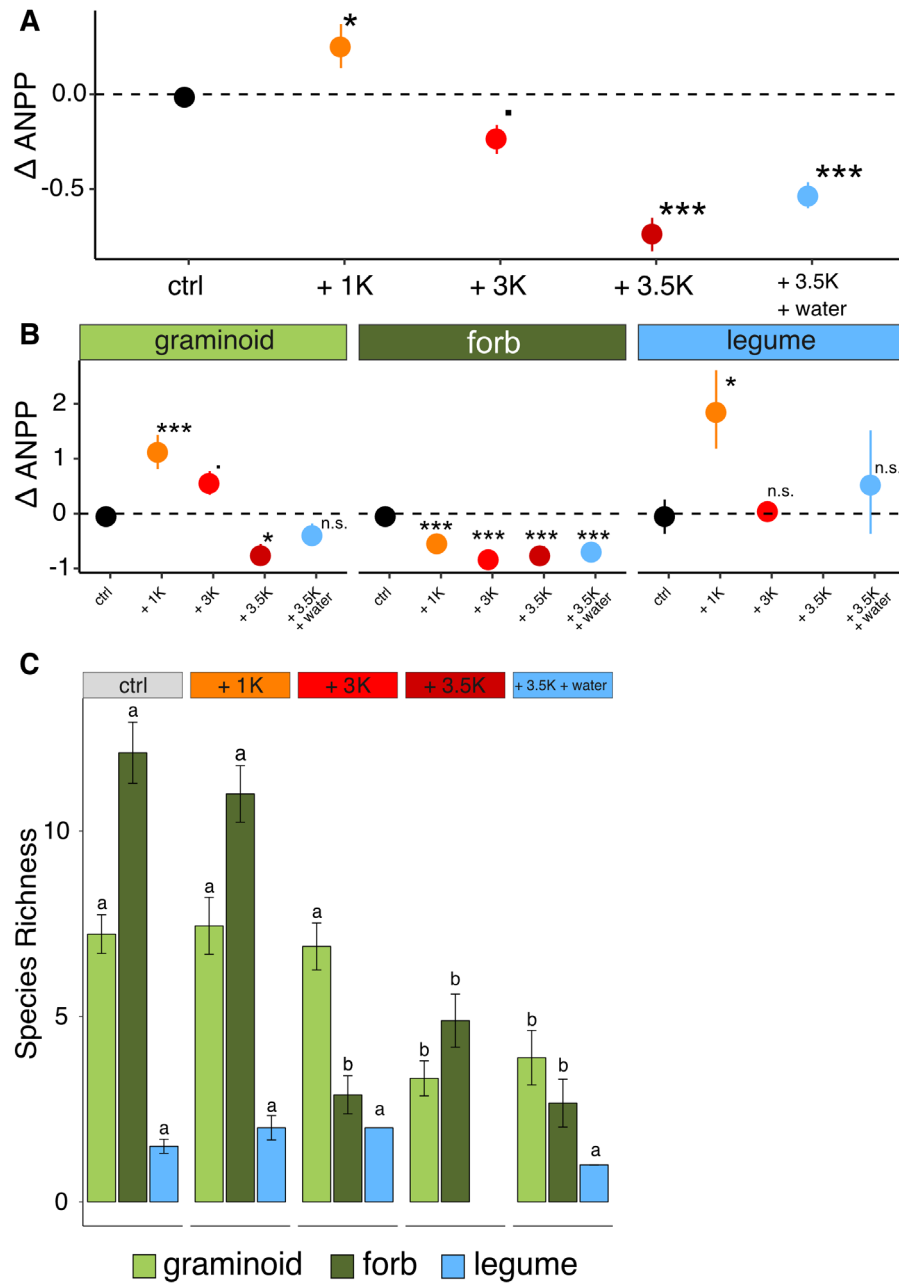 A
Δ ANPP
0.0
-0.5
*
.
***
***
ctrl
+ 1K
+ 3K
+ 3.5K
+ 3.5K
+ water
B
graminoid
forb
legume
Δ ANPP
2
1
0
-1
***
.
*
n.s.
***
***
***
***
*
n.s.
n.s.
ctrl
+ 1K
+ 3K
+ 3.5K
+ 3.5K
+ water
ctrl
+ 1K
+ 3K
+ 3.5K
+ 3.5K
+ water
ctrl
+ 1K
+ 3K
+ 3.5K
+ 3.5K
+ water
C
ctrl
+ 1K
+ 3K
+ 3.5K
+ 3.5K + water
Species Richness
10
5
0
a
a
a
a
a
a
a
b
a
b
b
b
b
a
graminoid
forb
legume